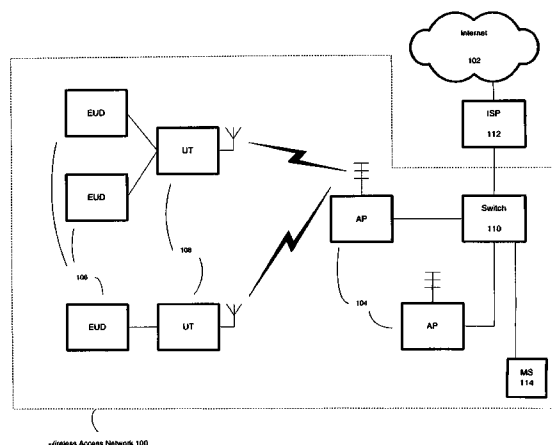 Internet
102
ISP
112
EUD
UT
EUD
AP
Switch
110
108
106
104
EUD
UT
AP
MS
114
Wireless Access Network 100